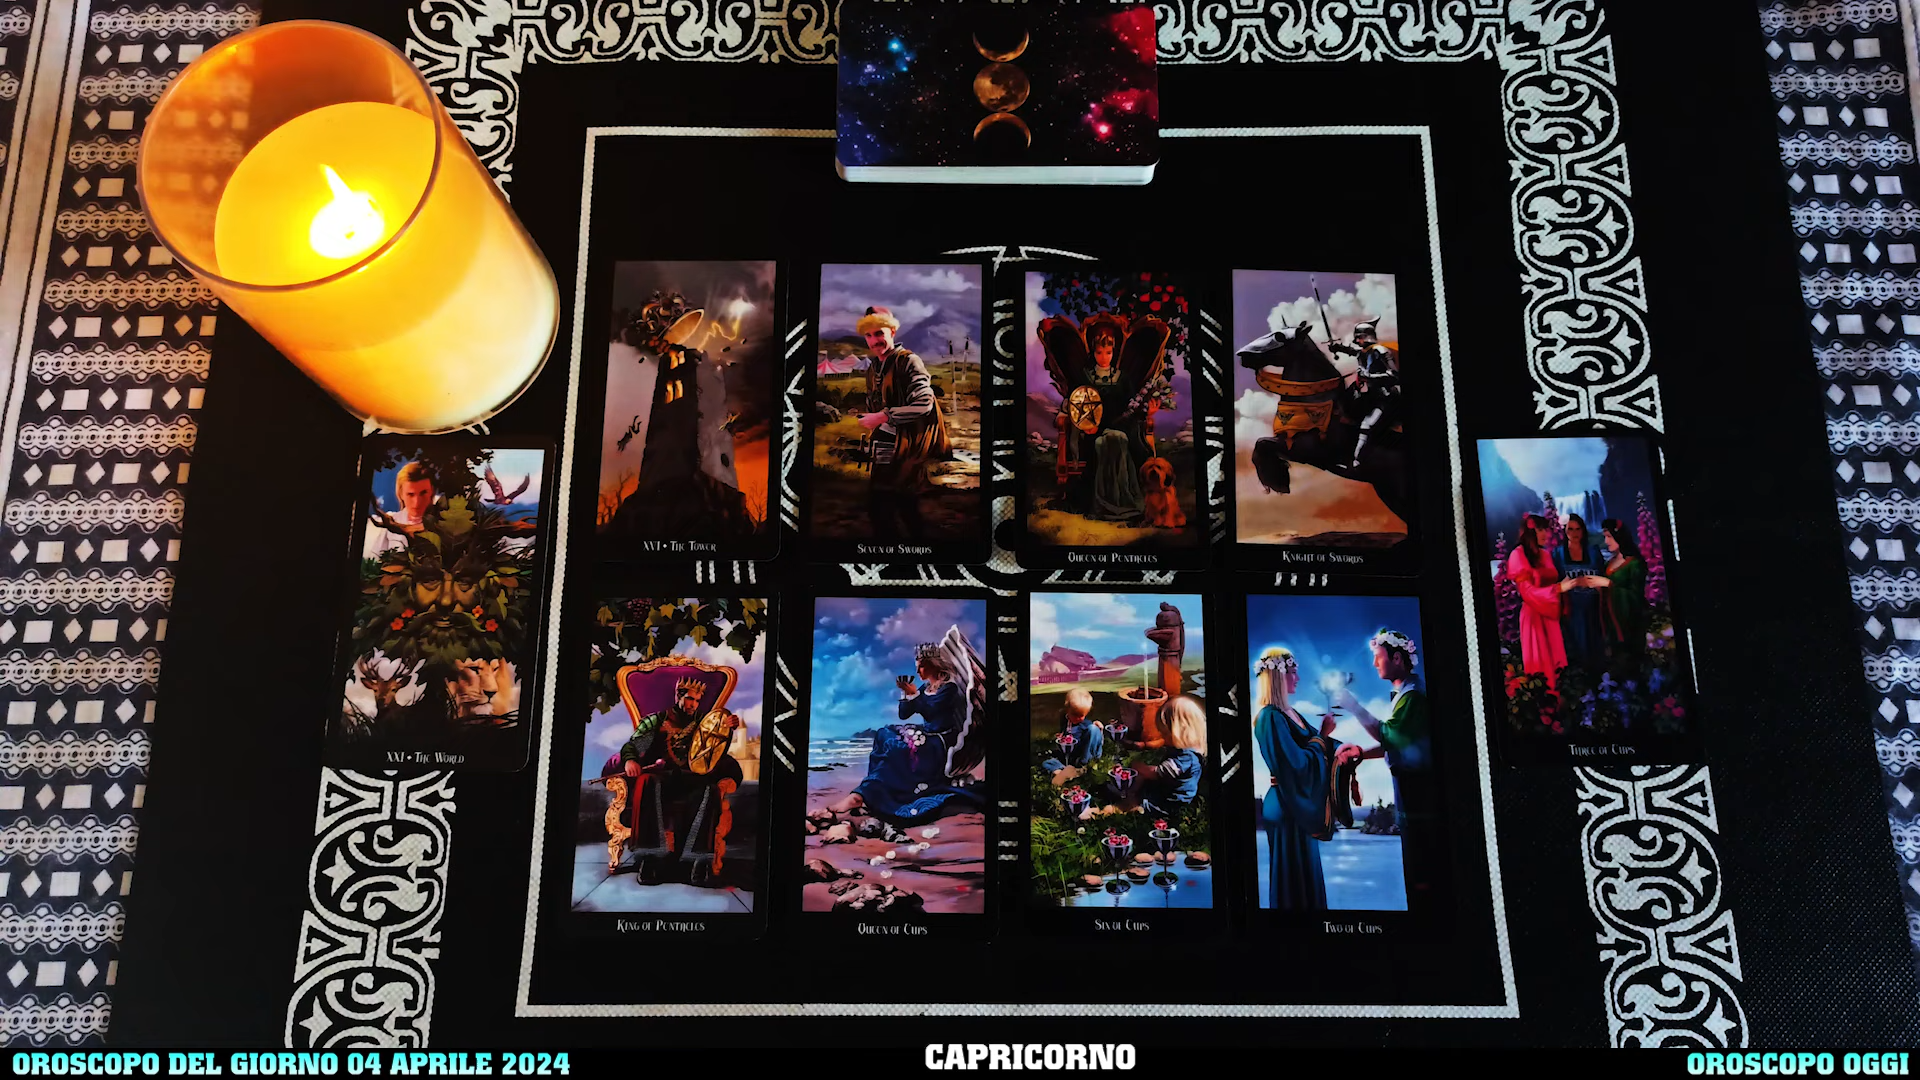 XVI • THE TOWER
SEVEN OF SWORDS
QUEEN OF PENTACLES
KNIGHT OF SWORDS
XXI • THE WORLD
THREE OF CUPS
KING OF PENTACLES
QUEEN OF CUPS
SIX OF CUPS
TWO OF CUPS
OROSCOPO DEL GIORNO 04 APRILE 2024
CAPRICORNO
OROSCOPO OGGI